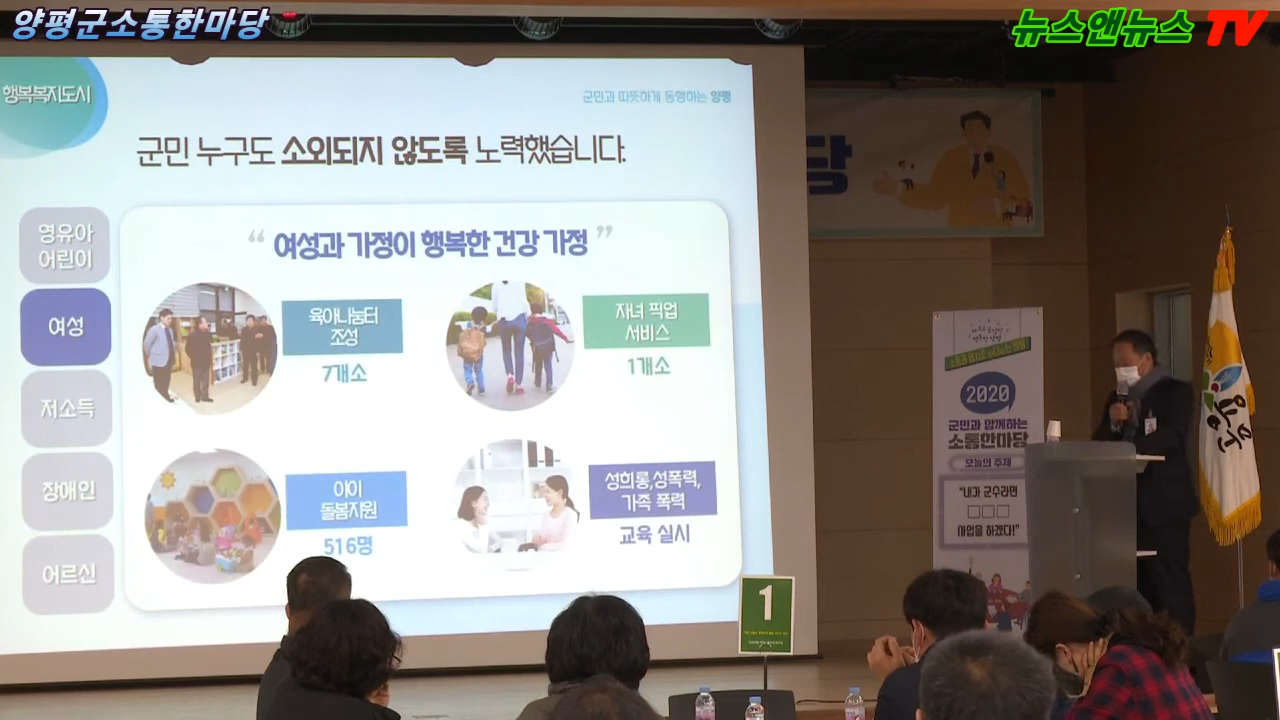 양평군소통한마당
뉴스앤뉴스 TV
행복복지도시
군민과 따뜻하게 동행하는 양평
군민 누구도 소외되지 않도록 노력했습니다.
영유아
어린이
여성
저소득
장애인
어르신
“ 여성과 가정이 행복한 건강 가정 ”
육아나눔터
조성
7개소
자녀 픽업
서비스
1개소
아이
돌봄지원
516명
성희롱,성폭력,
가족 폭력
교육 실시
당
2020
군민과 함께하는
소통한마당
오늘의 주제
“내가 군수라면
□□□
사업을 하겠다!”
1